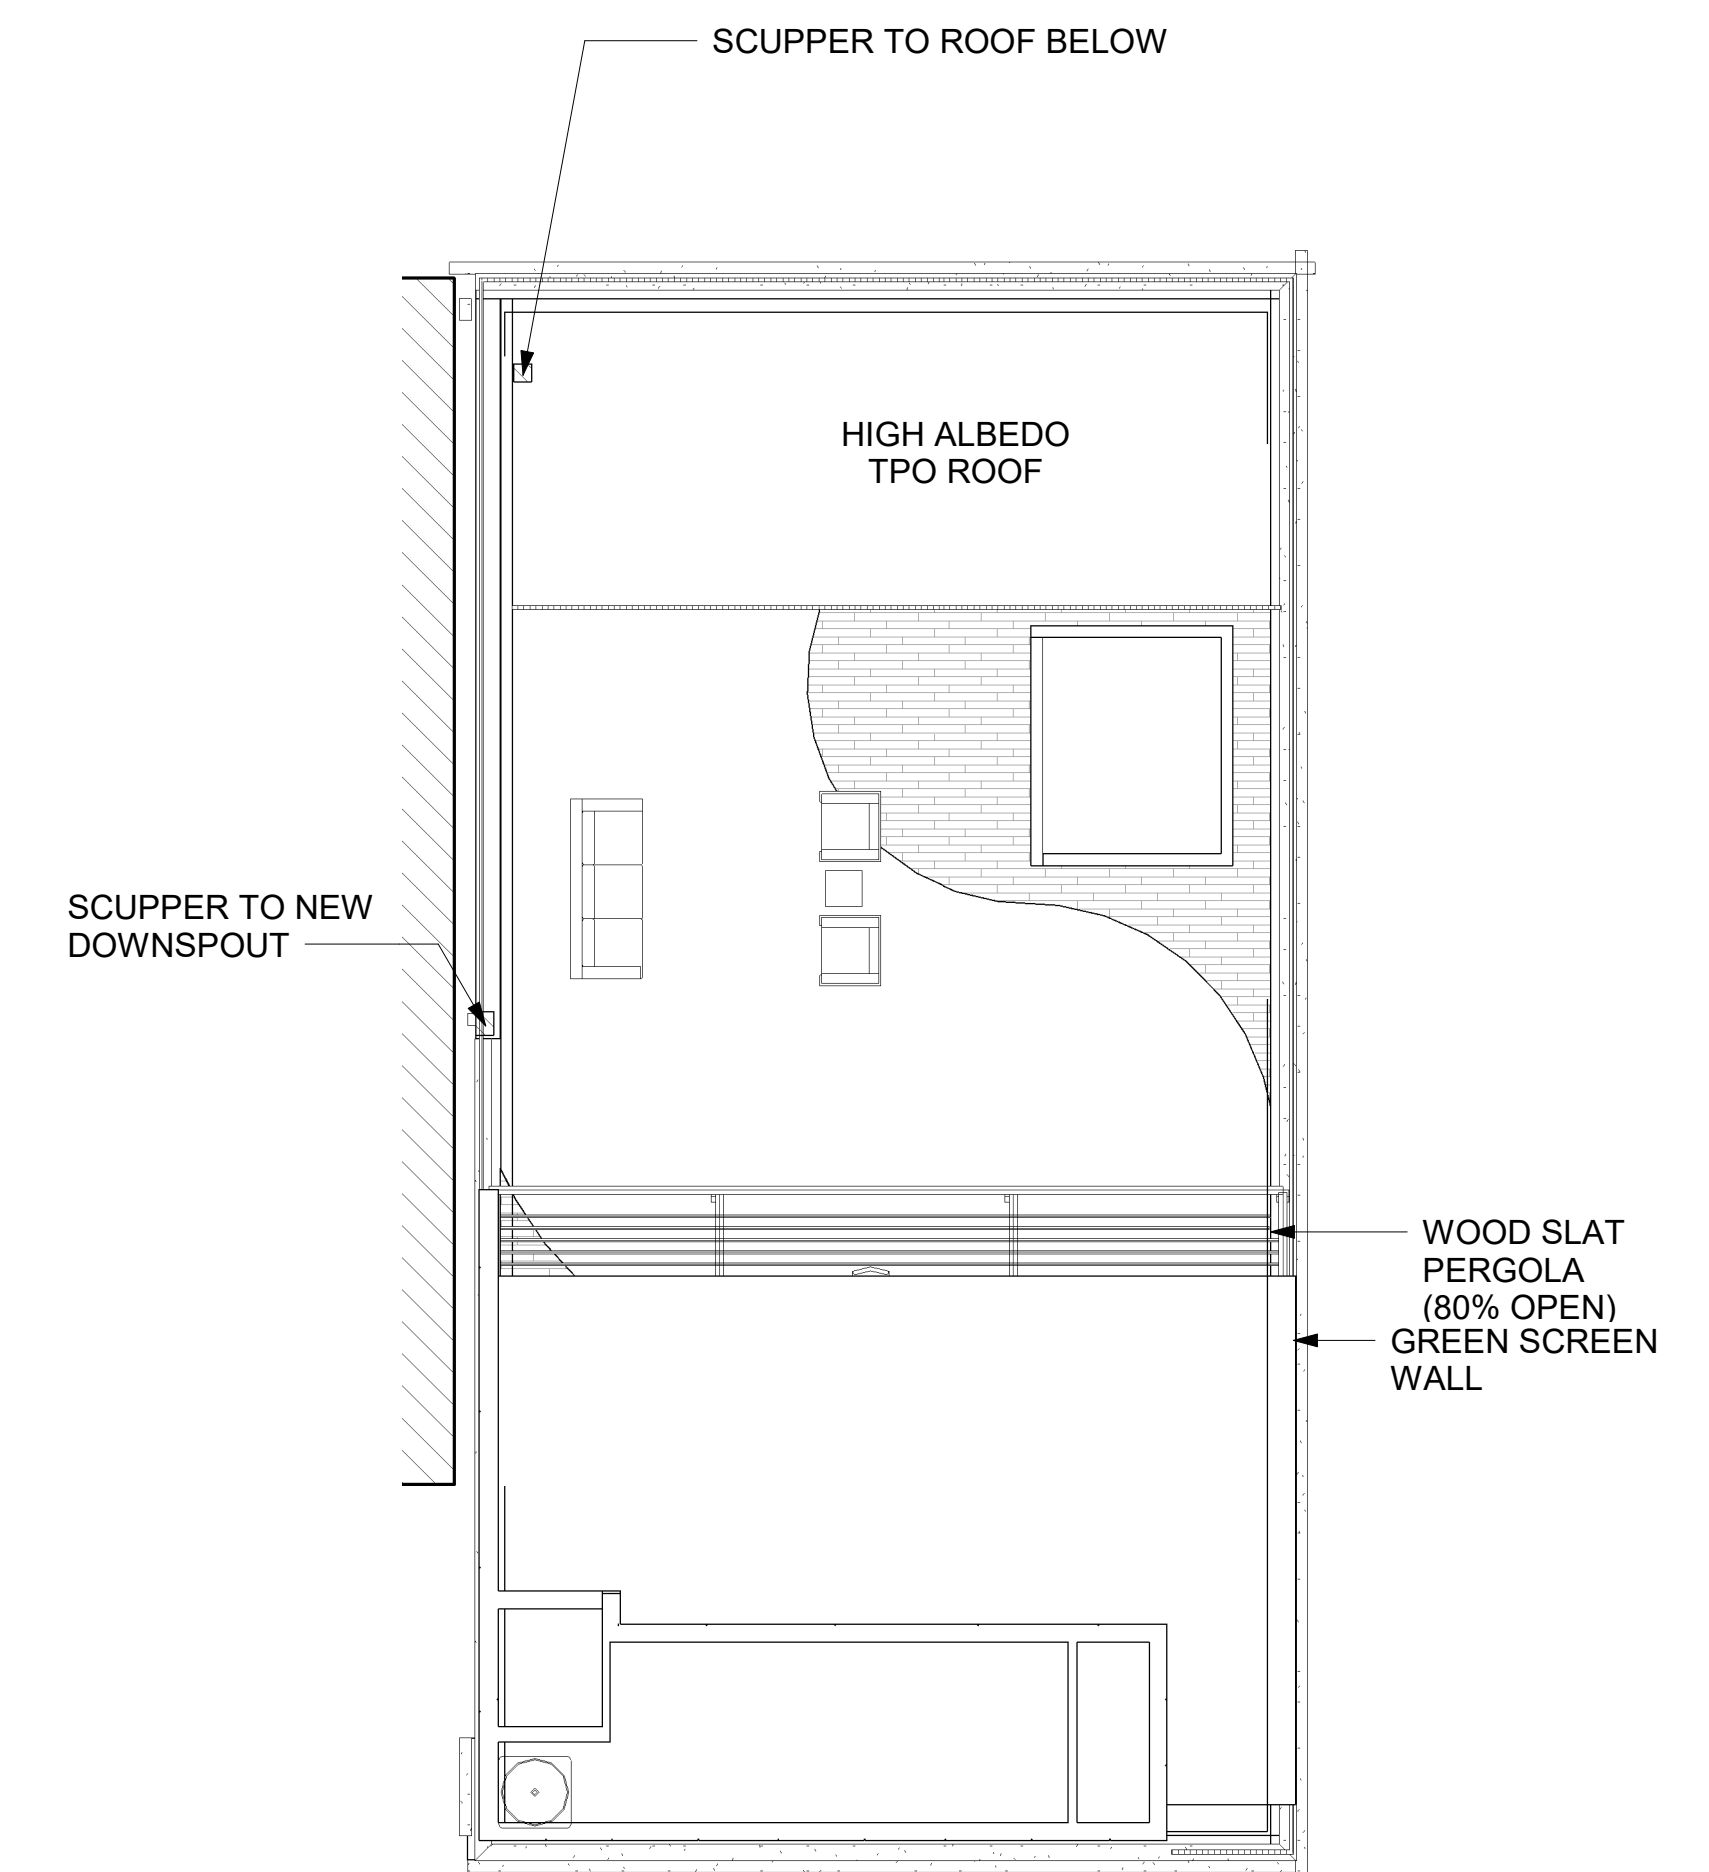 SCUPPER TO ROOF BELOW
HIGH ALBEDO
TPO ROOF
SCUPPER TO NEW
DOWNSPOUT
WOOD SLAT
PERGOLA
(80% OPEN)
GREEN SCREEN
WALL